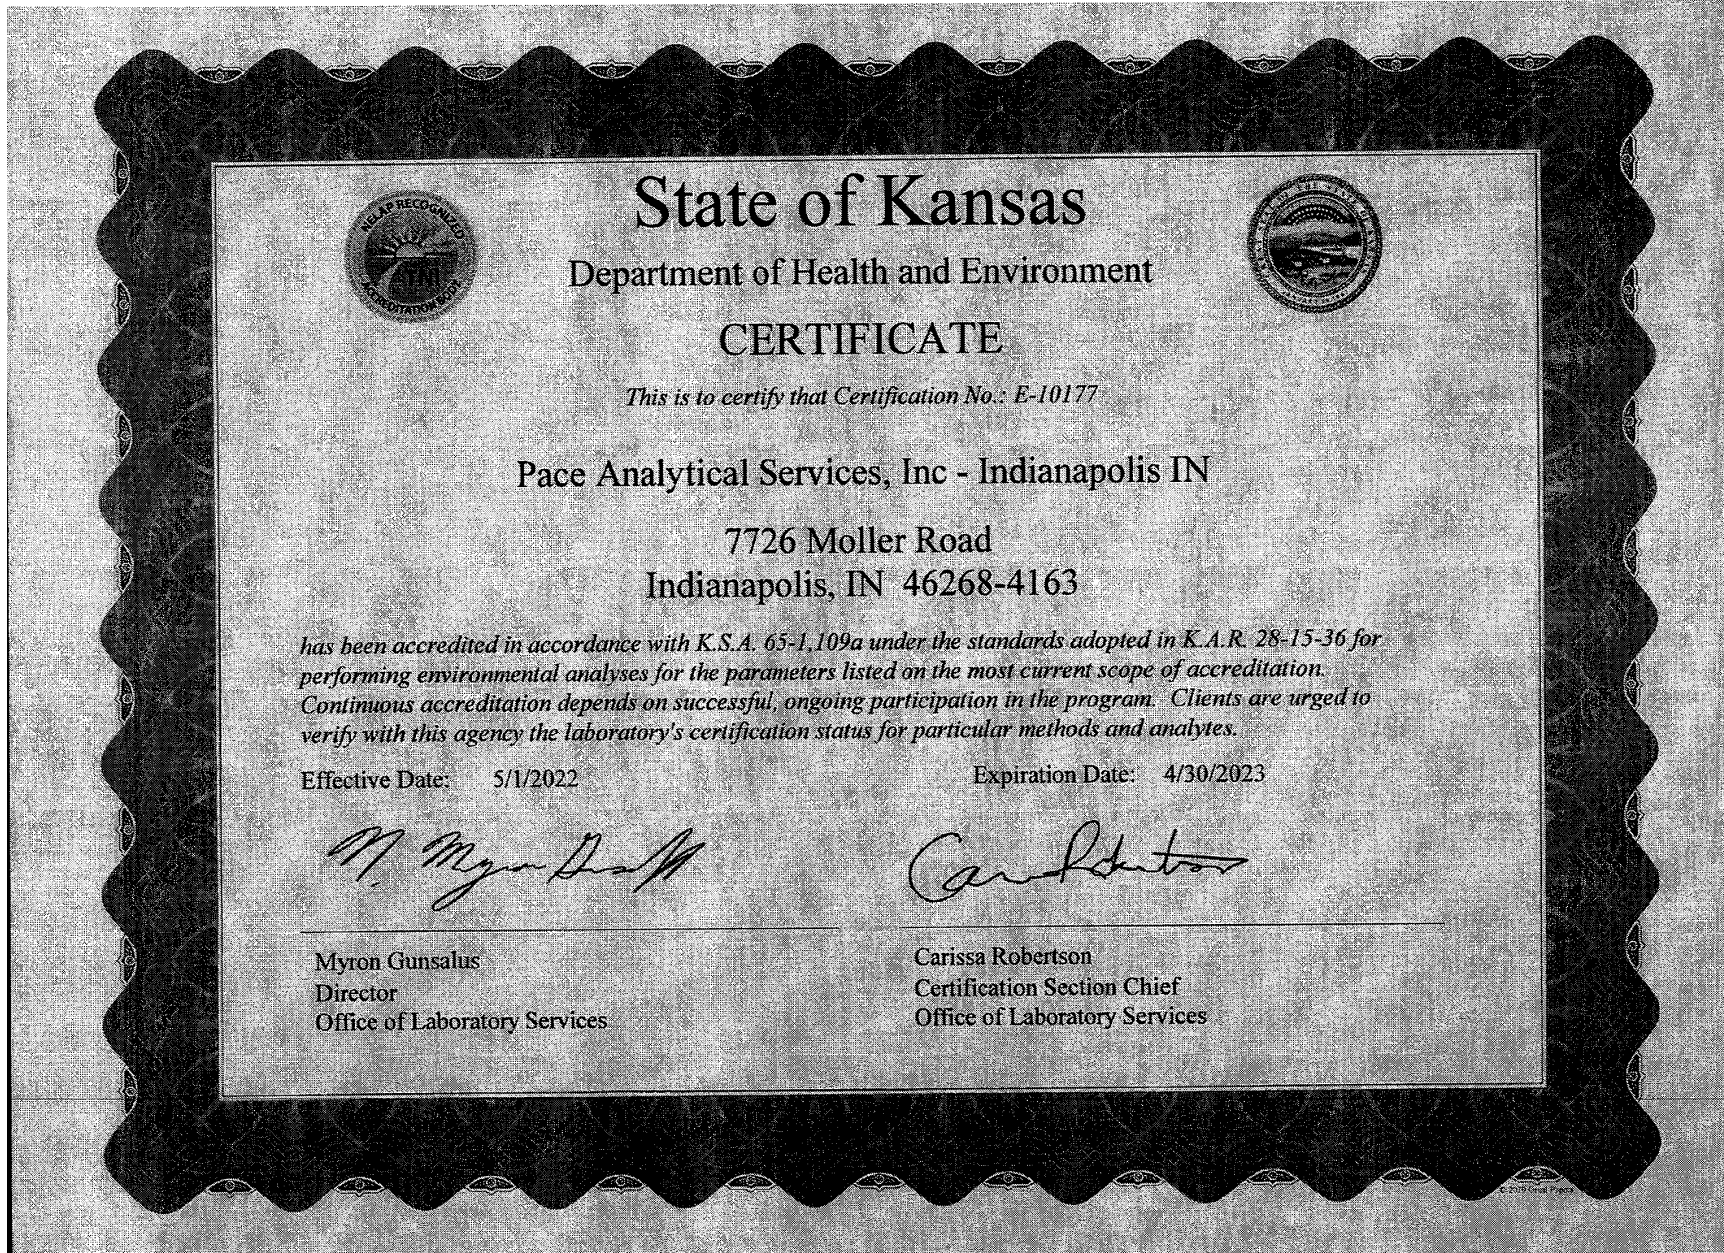 State of Kansas
NELAP RECOGNIZED
TNI
ACCREDITATION BODY
Department of Health and Environment
CERTIFICATE
This is to certify that Certification No.: E-10177
Pace Analytical Services, Inc - Indianapolis IN
7726 Moller Road
Indianapolis, IN 46268-4163
has been accredited in accordance with K.S.A. 65-1,109a under the standards adopted in K.A.R. 28-15-36 for
performing environmental analyses for the parameters listed on the most current scope of accreditation.
Continuous accreditation depends on successful, ongoing participation in the program. Clients are urged to
verify with this agency the laboratory's certification status for particular methods and analytes.
Effective Date: 5/1/2022 Expiration Date: 4/30/2023
Myron Gunsalus
Director
Office of Laboratory Services
Carissa Robertson
Certification Section Chief
Office of Laboratory Services